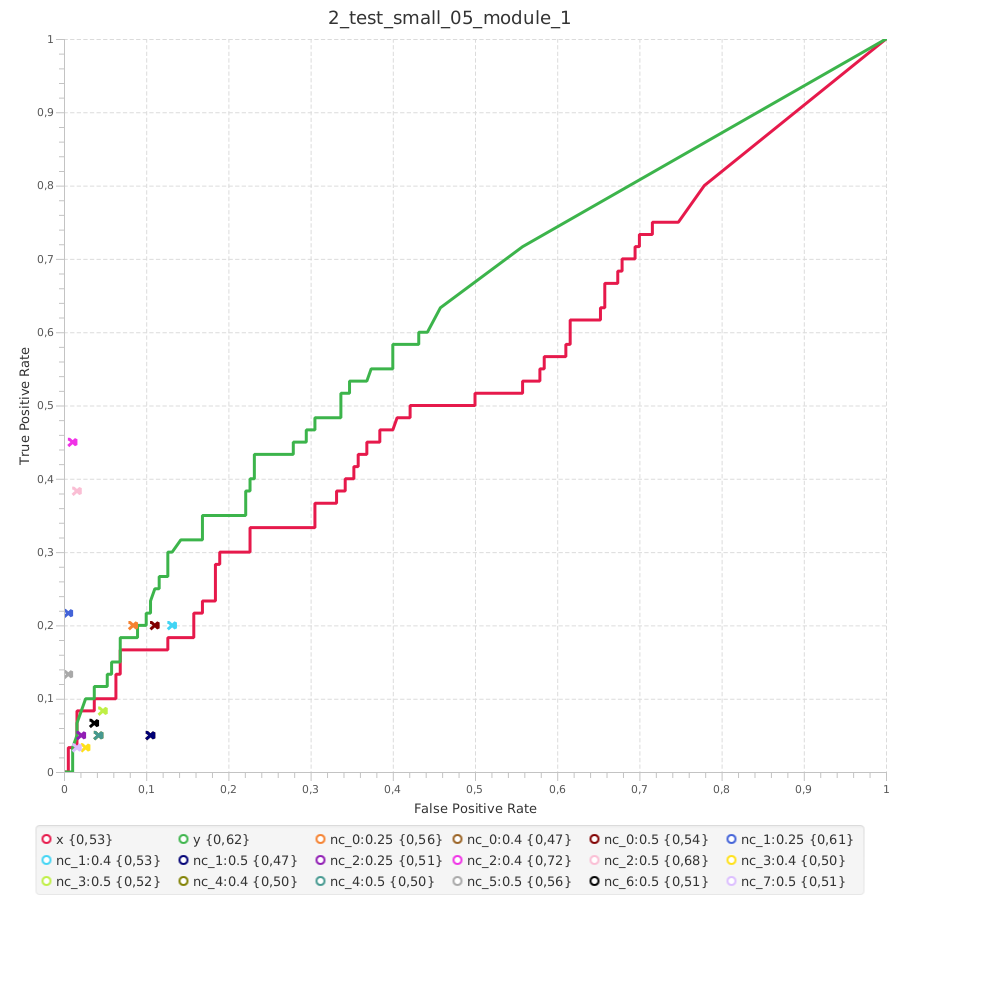 2_test_small_05_module_1
True Positive Rate
1
0,9
0,8
0,7
0,6
0,5
0,4
0,3
0,2
0,1
0
0 0,1 0,2 0,3 0,4 0,5 0,6 0,7 0,8 0,9 1
False Positive Rate
x {0,53} y {0,62} nc_0:0.25 {0,56} nc_0:0.4 {0,47} nc_0:0.5 {0,54} nc_1:0.25 {0,61}
nc_1:0.4 {0,53} nc_1:0.5 {0,47} nc_2:0.25 {0,51} nc_2:0.4 {0,72} nc_2:0.5 {0,68} nc_3:0.4 {0,50}
nc_3:0.5 {0,52} nc_4:0.4 {0,50} nc_4:0.5 {0,50} nc_5:0.5 {0,56} nc_6:0.5 {0,51} nc_7:0.5 {0,51}